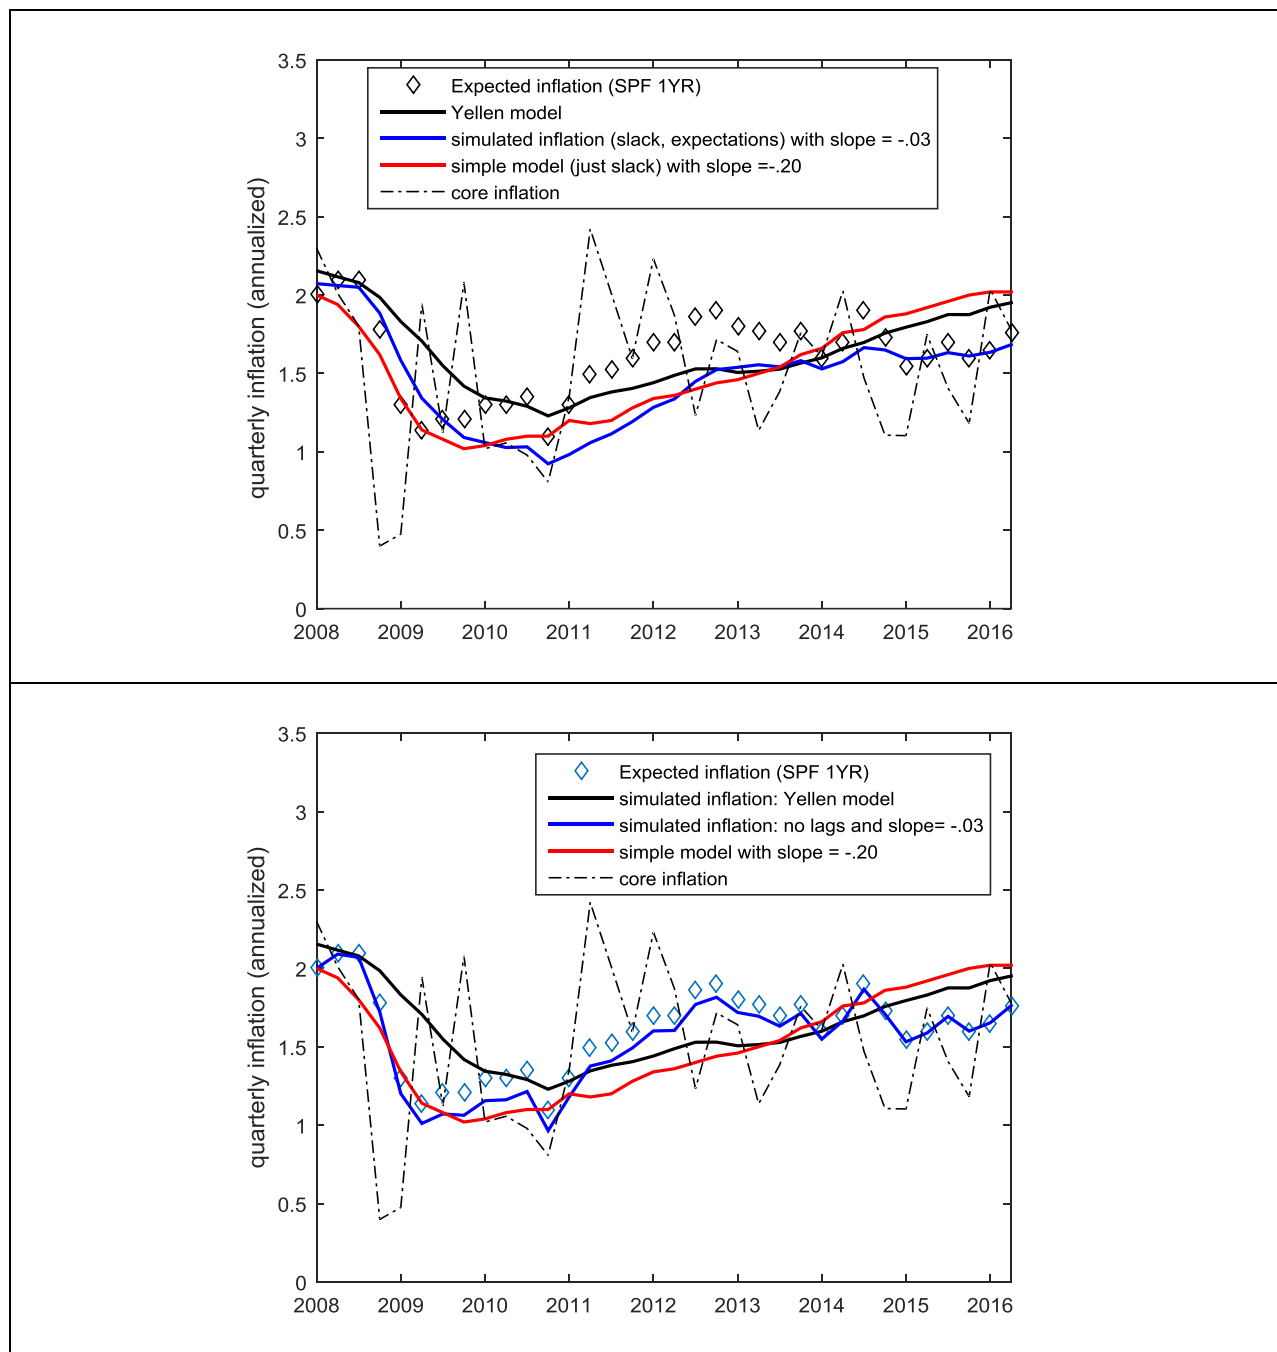 3.5
3
2.5
2
1.5
1
0.5
0
quarterly inflation (annualized)
Expected inflation (SPF 1YR)
Yellen model
simulated inflation (slack, expectations) with slope = -.03
simple model (just slack) with slope =-.20
core inflation
2008 2009 2010 2011 2012 2013 2014 2015 2016
3.5
3
2.5
2
1.5
1
0.5
0
quarterly inflation (annualized)
Expected inflation (SPF 1YR)
simulated inflation: Yellen model
simulated inflation: no lags and slope= -.03
simple model with slope = -.20
core inflation
2008 2009 2010 2011 2012 2013 2014 2015 2016